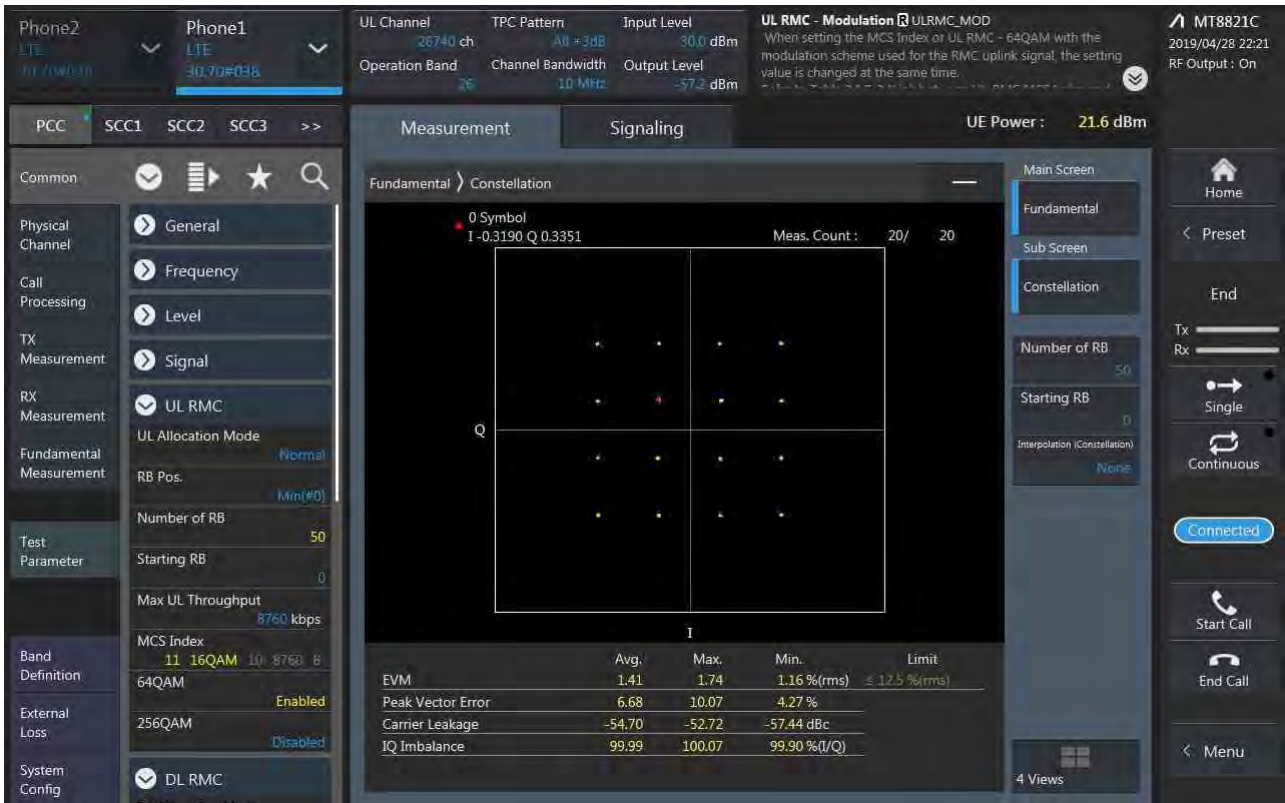 Phone2
LTE
Phone1
LTE
30.70#038
UL Channel
26740 ch
TPC Pattern
All +3dB
Input Level
30.0 dBm
Operation Band
26
Channel Bandwidth
10 MHz
Output Level
-57.2 dBm
UL RMC - Modulation R ULRMC_MOD
When setting the MCS Index or UL RMC - 64QAM with the
modulation scheme used for the RMC uplink signal, the setting
value is changed at the same time.
MT8821C
2019/04/28 22:21
RF Output : On
PCC SCC1 SCC2 SCC3 >>
Measurement
Signaling
UE Power : 21.6 dBm
Common
Physical
Channel
Call
Processing
TX
Measurement
RX
Measurement
Fundamental
Measurement
Test
Parameter
Band
Definition
External
Loss
System
Config
General
Frequency
Level
Signal
UL RMC
UL Allocation Mode
Normal
RB Pos.
Min(#0)
Number of RB
50
Starting RB
0
Max UL Throughput
8760 kbps
MCS Index
11 16QAM 10 8760 8
64QAM
Enabled
256QAM
Disabled
DL RMC
Fundamental 〉 Constellation
0 Symbol
I -0.3190 Q 0.3351
Meas. Count : 20/ 20
Q
I
Avg. Max. Min. Limit
EVM 1.41 1.74 1.16 %(rms) ≤ 12.5 %(rms)
Peak Vector Error 6.68 10.07 4.27 %
Carrier Leakage -54.70 -52.72 -57.44 dBc
IQ Imbalance 99.99 100.07 99.90 %(I/Q)
Main Screen
Fundamental
Sub Screen
Constellation
Number of RB
50
Starting RB
0
Interpolation (Constellation)
None
4 Views
Home
< Preset
End
Tx
Rx
Single
Continuous
Connected
Start Call
End Call
< Menu